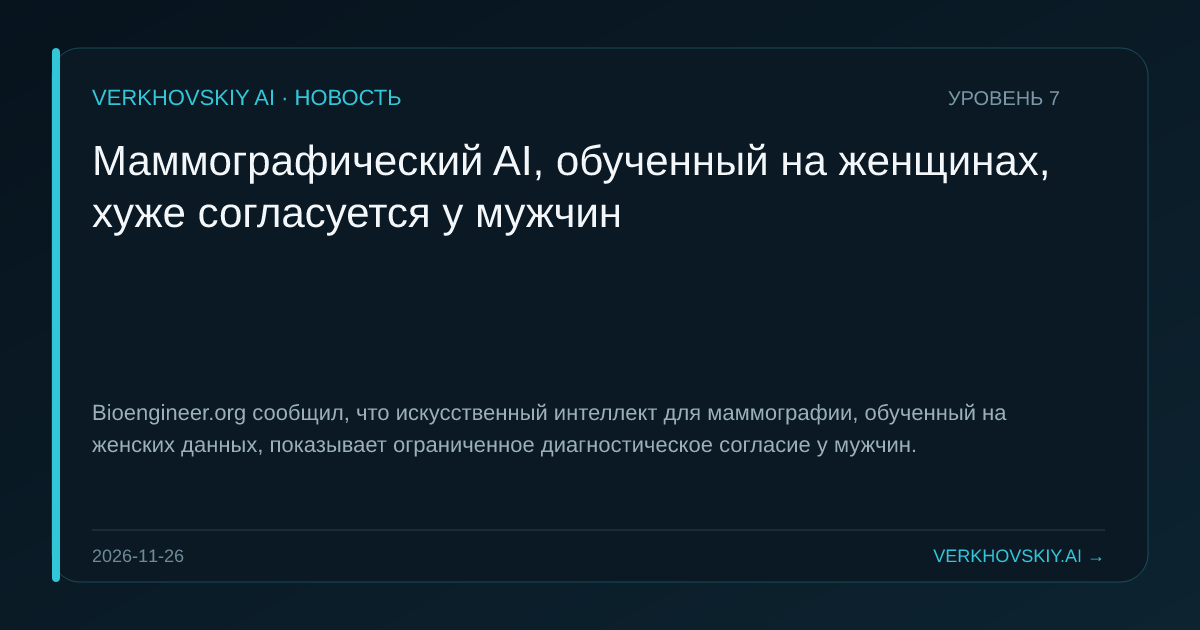 VERKHOVSKIY AI · НОВОСТЬ
УРОВЕНЬ 7
Маммографический AI, обученный на женщинах,
хуже согласуется у мужчин
Bioengineer.org сообщил, что искусственный интеллект для маммографии, обученный на
женских данных, показывает ограниченное диагностическое согласие у мужчин.
2026-11-26
VERKHOVSKIY.AI →